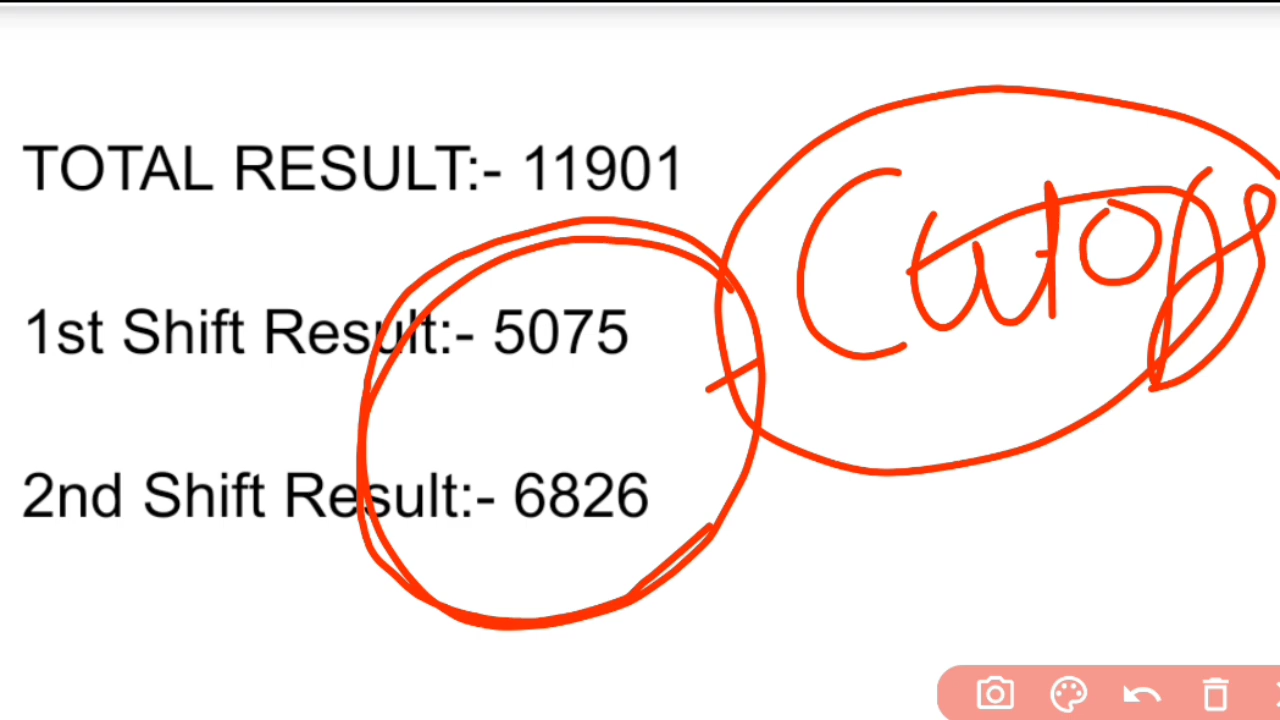 TOTAL RESULT:- 11901
Cutoff
1st Shift Result:- 5075
2nd Shift Result:- 6826